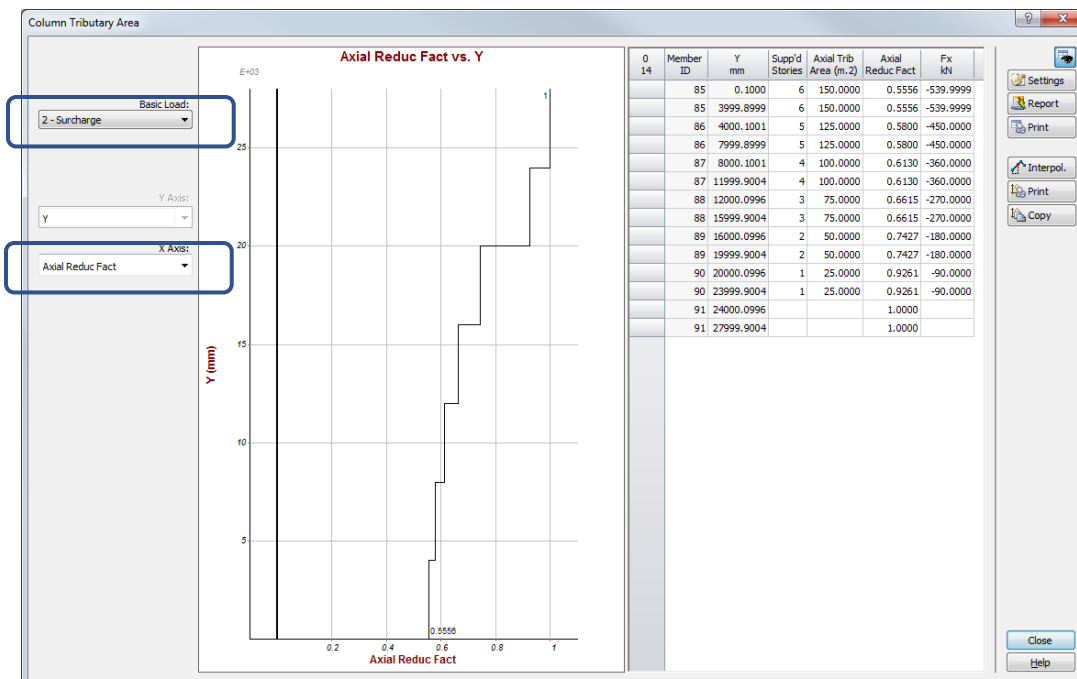 Column Tributary Area
?
X
Basic Load:
2 - Surcharge
Y Axis:
Y
X Axis:
Axial Reduc Fact
Axial Reduc Fact vs. Y
E+03
1
25
20
15
10
5
Y (mm)
0.5556
0.2 0.4 0.6 0.8 1
Axial Reduc Fact
0 Member Y Supp'd Axial Trib Axial Fx
14 ID mm Stories Area (m.2) Reduc Fact kN
85 0.1000 6 150.0000 0.5556 -539.9999
85 3999.8999 6 150.0000 0.5556 -539.9999
86 4000.1001 5 125.0000 0.5800 -450.0000
86 7999.8999 5 125.0000 0.5800 -450.0000
87 8000.1001 4 100.0000 0.6130 -360.0000
87 11999.9004 4 100.0000 0.6130 -360.0000
88 12000.0996 3 75.0000 0.6615 -270.0000
88 15999.9004 3 75.0000 0.6615 -270.0000
89 16000.0996 2 50.0000 0.7427 -180.0000
89 19999.9004 2 50.0000 0.7427 -180.0000
90 20000.0996 1 25.0000 0.9261 -90.0000
90 23999.9004 1 25.0000 0.9261 -90.0000
91 24000.0996 1.0000
91 27999.9004 1.0000
Settings
Report
Print
Interpol.
Print
Copy
Close
Help